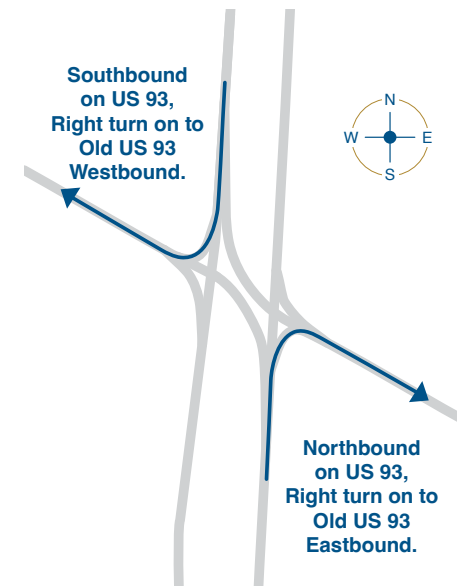 Southbound
on US 93,
Right turn on to
Old US 93
Westbound.
N
W E
S
Northbound
on US 93,
Right turn on to
Old US 93
Eastbound.